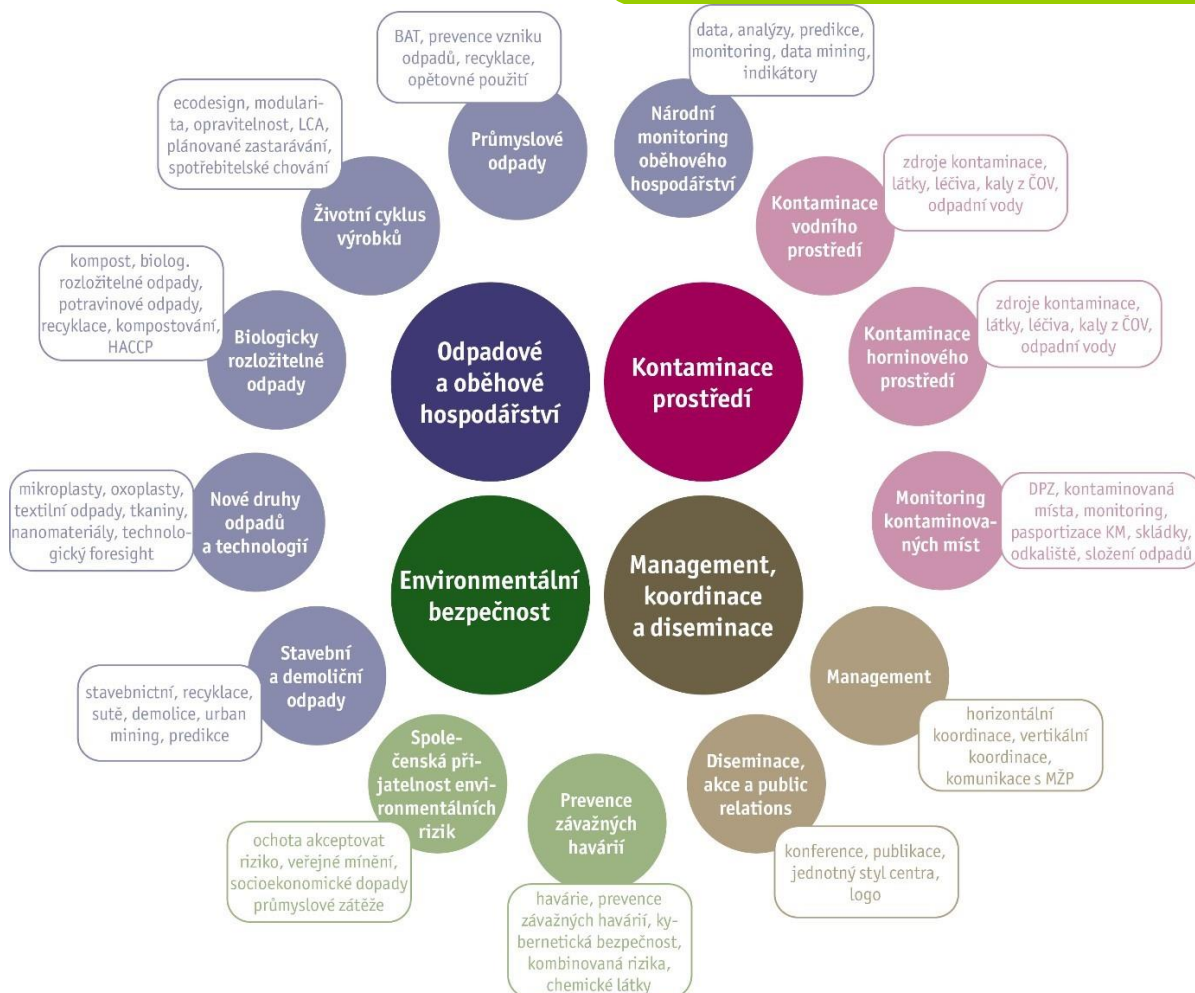 BAT, prevence vzniku
odpadů, recyklace,
opětovné použití
data, analýzy, predikce,
monitoring, data mining,
indikátory
ecodesign, modulari-
ta, opravitelnost, LCA,
plánované zastarávání,
spotřebitelské chování
Průmyslové
odpady
Národní
monitoring
oběhového
hospodářství
zdroje kontaminace,
látky, léčiva, kaly z ČOV,
odpadní vody
Životní cyklus
výrobků
Kontaminace
vodního
prostředí
kompost, biolog.
rozložitelné odpady,
potravinové odpady,
recyklace, kompostování,
HACCP
Biologicky
rozložitelné
odpady
Odpadové
a oběhové
hospodářství
Kontaminace
prostředí
Kontaminace
horninového
prostředí
zdroje kontaminace,
látky, léčiva, kaly z ČOV,
odpadní vody
mikroplasty, oxoplasty,
textilní odpady, tkaniny,
nanomateriály, technolo-
gický foresight
Nové druhy
odpadů
a technologií
Monitoring
kontaminova-
ných míst
DPZ, kontaminovaná
místa, monitoring,
pasportizace KM, skládky,
odkaliště, složení odpadů
Environmentální
bezpečnost
Management,
koordinace
a diseminace
Stavební
a demoliční
odpady
stavebnictní, recyklace,
sutě, demolice, urban
mining, predikce
Management
horizontální
koordinace, vertikální
koordinace,
komunikace s MŽP
Spole-
čenská při-
jatelnost envi-
ronmentálních
rizik
Prevence
závažných
havárií
Diseminace,
akce a public
relations
ochota akceptovat
riziko, veřejné mínění,
socioekonomické dopady
průmyslové zátěže
konference, publikace,
jednotný styl centra,
logo
havárie, prevence
závažných havárií, ky-
bernetická bezpečnost,
kombinovaná rizika,
chemické látky